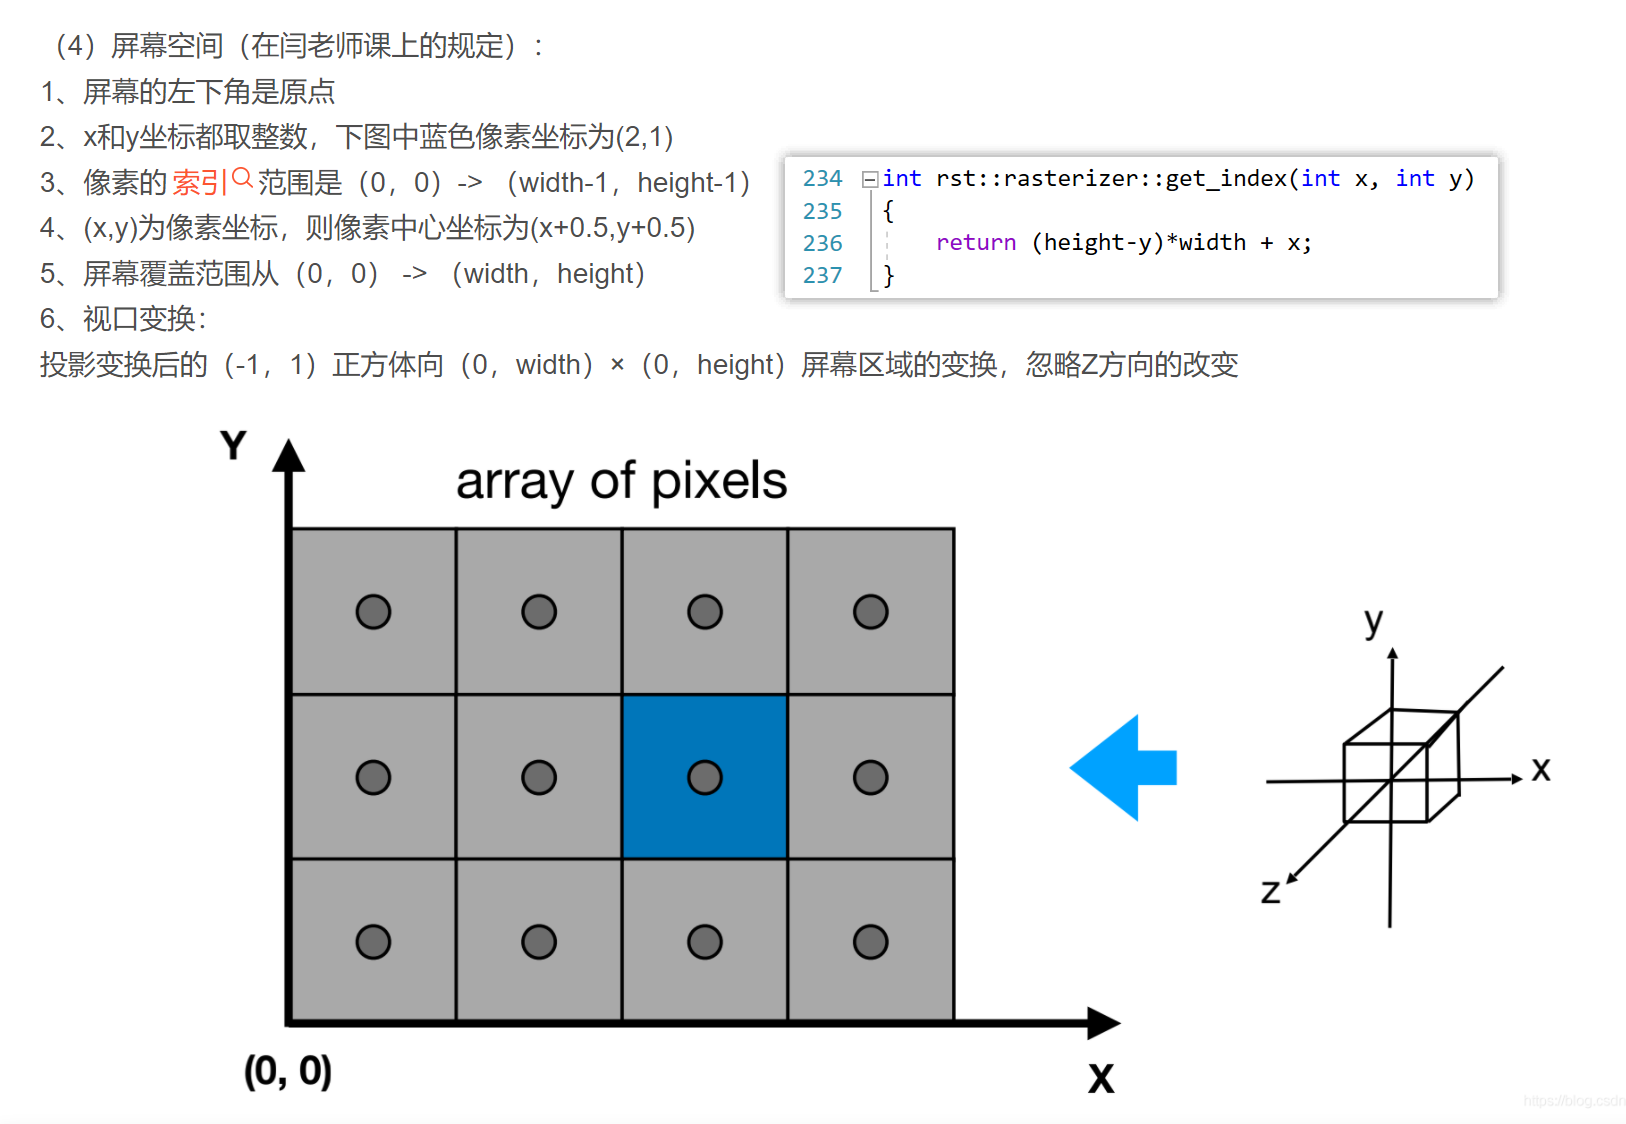 （4）屏幕空间（在闫老师课上的规定）：
1、屏幕的左下角是原点
2、x和y坐标都取整数，下图中蓝色像素坐标为(2,1)
3、像素的 索引 范围是（0，0）-> （width-1，height-1）
4、(x,y)为像素坐标，则像素中心坐标为(x+0.5,y+0.5)
5、屏幕覆盖范围从（0，0） -> （width，height）
6、视口变换：
投影变换后的（-1，1）正方体向（0，width）×（0，height）屏幕区域的变换，忽略Z方向的改变
234 int rst::rasterizer::get_index(int x, int y)
235 {
236 return (height-y)*width + x;
237 }
Y
array of pixels
(0, 0)
X
y
x
z
https://blog.csdn